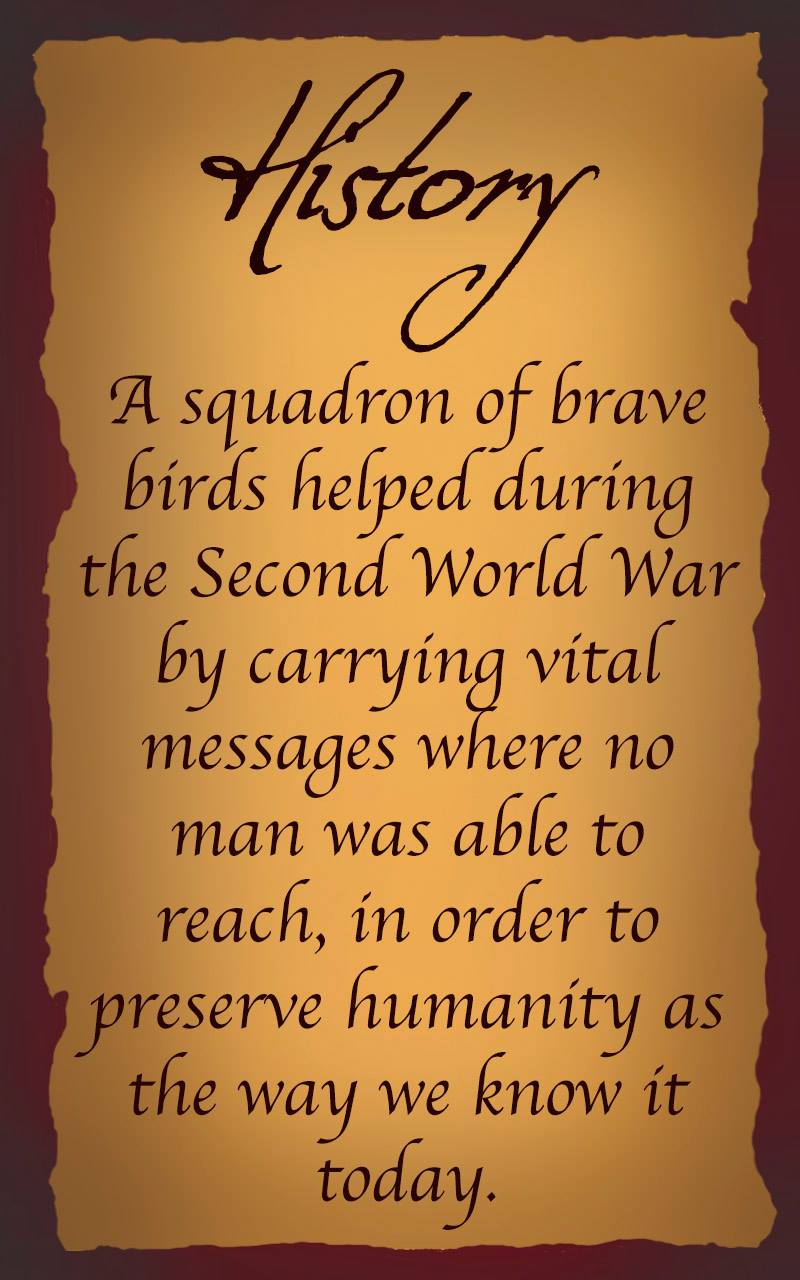 History
A squadron of brave
birds helped during
the Second World War
by carrying vital
messages where no
man was able to
reach, in order to
preserve humanity as
the way we know it
today.